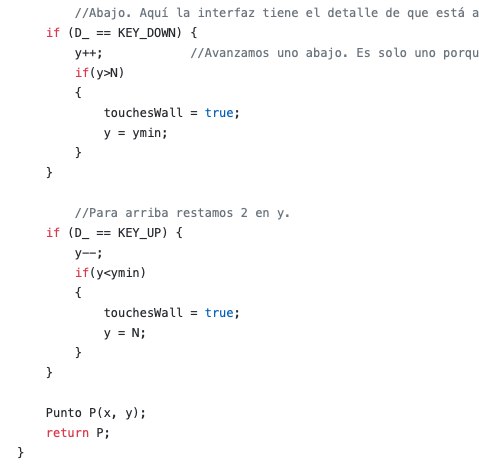 //Abajo. Aquí la interfaz tiene el detalle de que está a
if (D_ == KEY_DOWN) {
y++; //Avanzamos uno abajo. Es solo uno porqu
if(y>N)
{
touchesWall = true;
y = ymin;
}
}
//Para arriba restamos 2 en y.
if (D_ == KEY_UP) {
y--;
if(y<ymin)
{
touchesWall = true;
y = N;
}
}
Punto P(x, y);
return P;
}